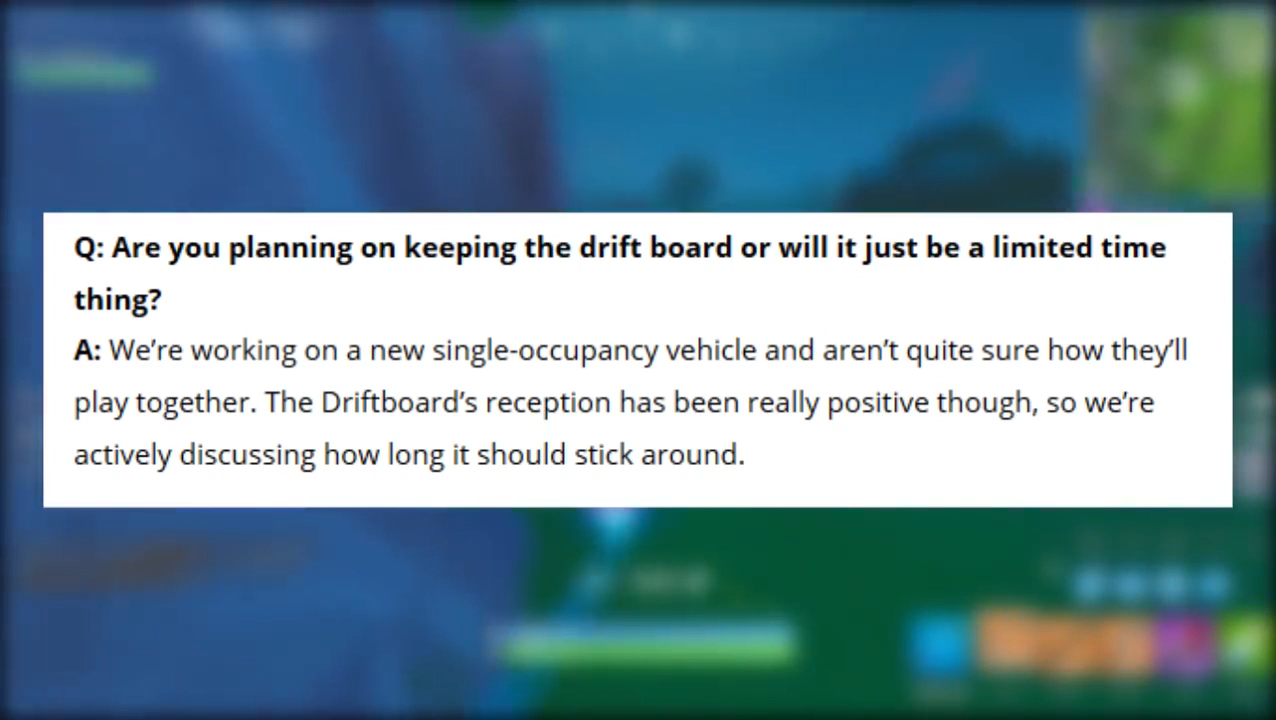 Q: Are you planning on keeping the drift board or will it just be a limited time
thing?
A: We’re working on a new single-occupancy vehicle and aren’t quite sure how they’ll
play together. The Driftboard’s reception has been really positive though, so we’re
actively discussing how long it should stick around.